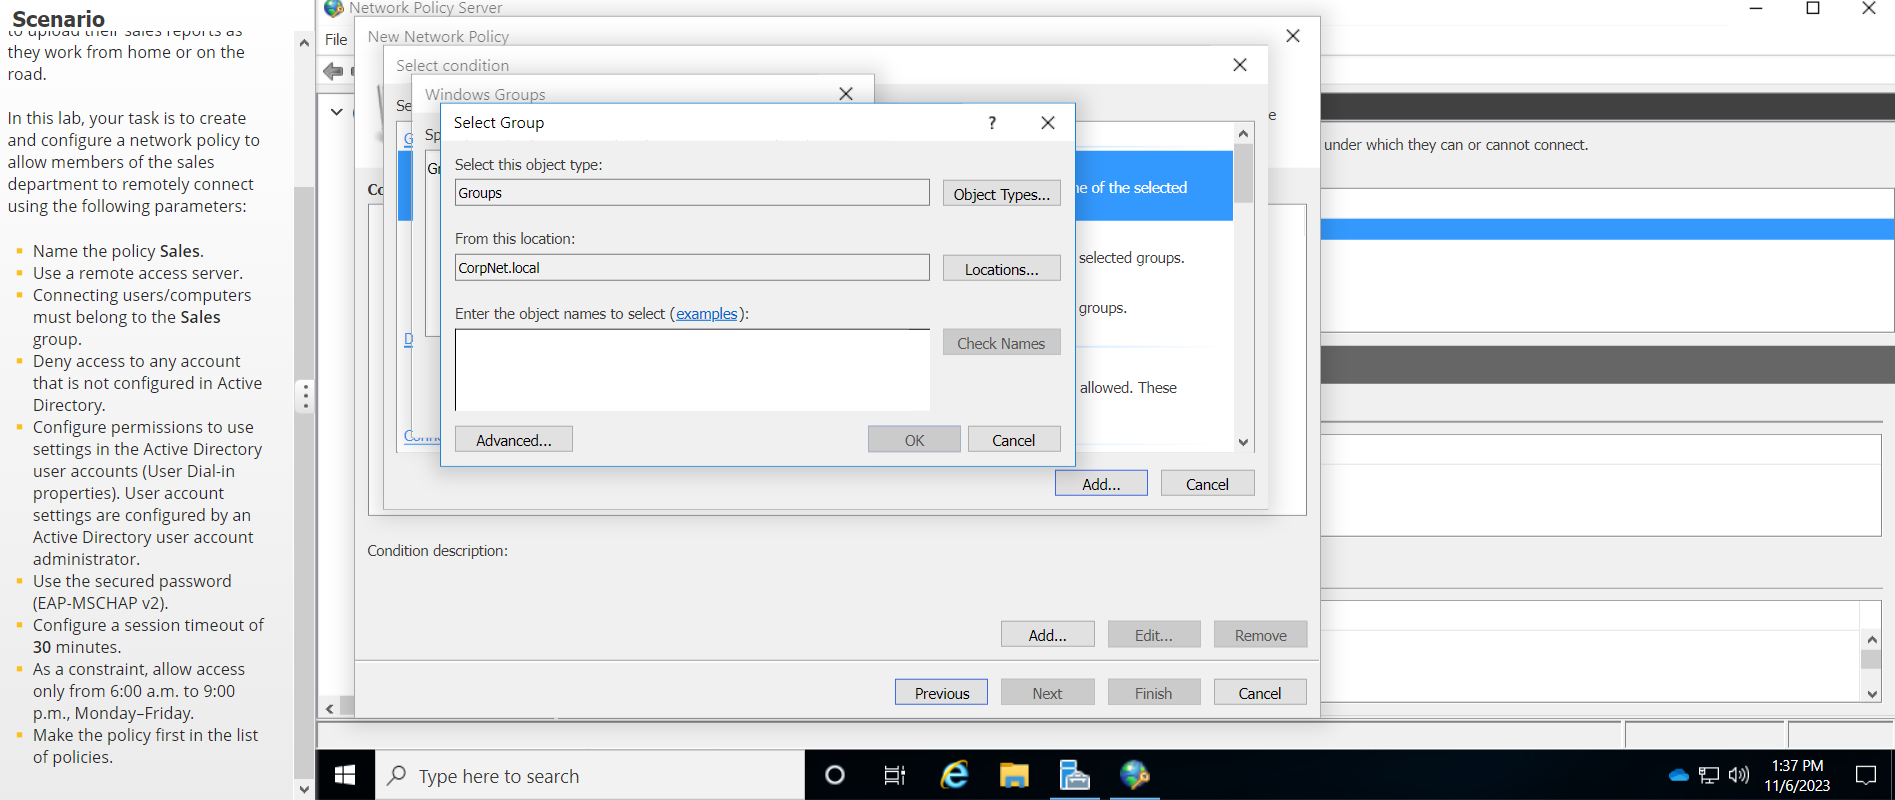 Scenario
to upload their sales reports as
they work from home or on the
road.
In this lab, your task is to create
and configure a network policy to
allow members of the sales
department to remotely connect
using the following parameters:
Name the policy Sales.
Use a remote access server.
Connecting users/computers
must belong to the Sales
group.
Deny access to any account
that is not configured in Active
Directory.
Configure permissions to use
settings in the Active Directory
user accounts (User Dial-in
properties). User account
settings are configured by an
Active Directory user account
administrator.
Use the secured password
(EAP-MSCHAP v2).
Configure a session timeout of
30 minutes.
As a constraint, allow access
only from 6:00 a.m. to 9:00
p.m., Monday–Friday.
Make the policy first in the list
of policies.
Network Policy Server
File
New Network Policy
Select condition
Windows Groups
Select Group
?
Select this object type:
Groups
Object Types...
From this location:
CorpNet.local
Locations...
Enter the object names to select (examples):
Check Names
Advanced...
OK
Cancel
of the selected
selected groups.
groups.
allowed. These
Add...
Cancel
Condition description:
Add...
Edit...
Remove
Previous
Next
Finish
Cancel
under which they can or cannot connect.
Type here to search
1:37 PM
11/6/2023